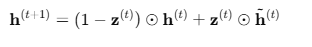 𝐡⁽ᵗ⁺¹⁾ = (1 − 𝐳⁽ᵗ⁾) ⊙ 𝐡⁽ᵗ⁾ + 𝐳⁽ᵗ⁾ ⊙ 𝐡̃⁽ᵗ⁾